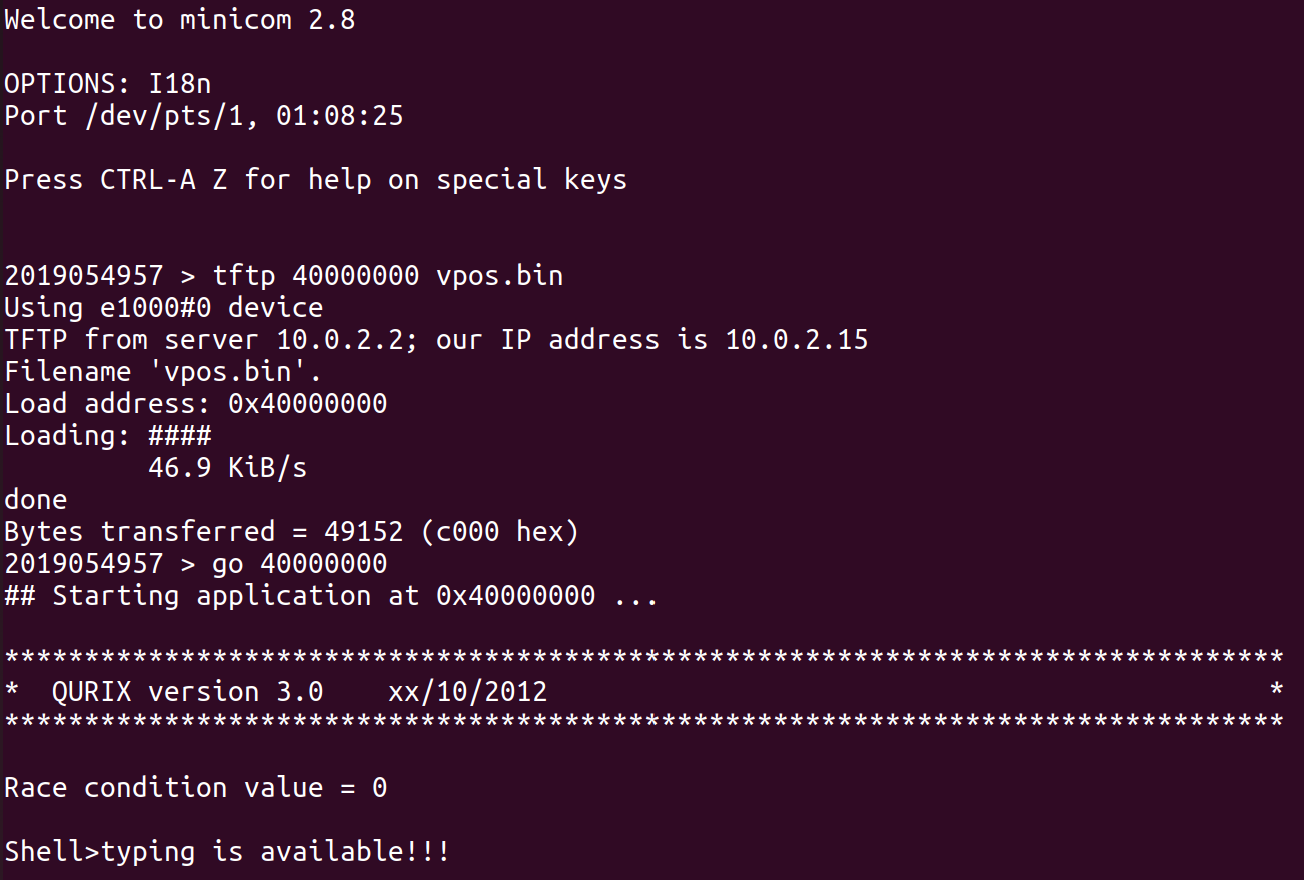 Welcome to minicom 2.8
OPTIONS: I18n
Port /dev/pts/1, 01:08:25
Press CTRL-A Z for help on special keys
2019054957 > tftp 40000000 vpos.bin
Using e1000#0 device
TFTP from server 10.0.2.2; our IP address is 10.0.2.15
Filename 'vpos.bin'.
Load address: 0x40000000
Loading: ####
46.9 KiB/s
done
Bytes transferred = 49152 (c000 hex)
2019054957 > go 40000000
## Starting application at 0x40000000 ...
********************************************************************************
*  QURIX version 3.0    xx/10/2012                                             *
********************************************************************************
Race condition value = 0
Shell>typing is available!!!